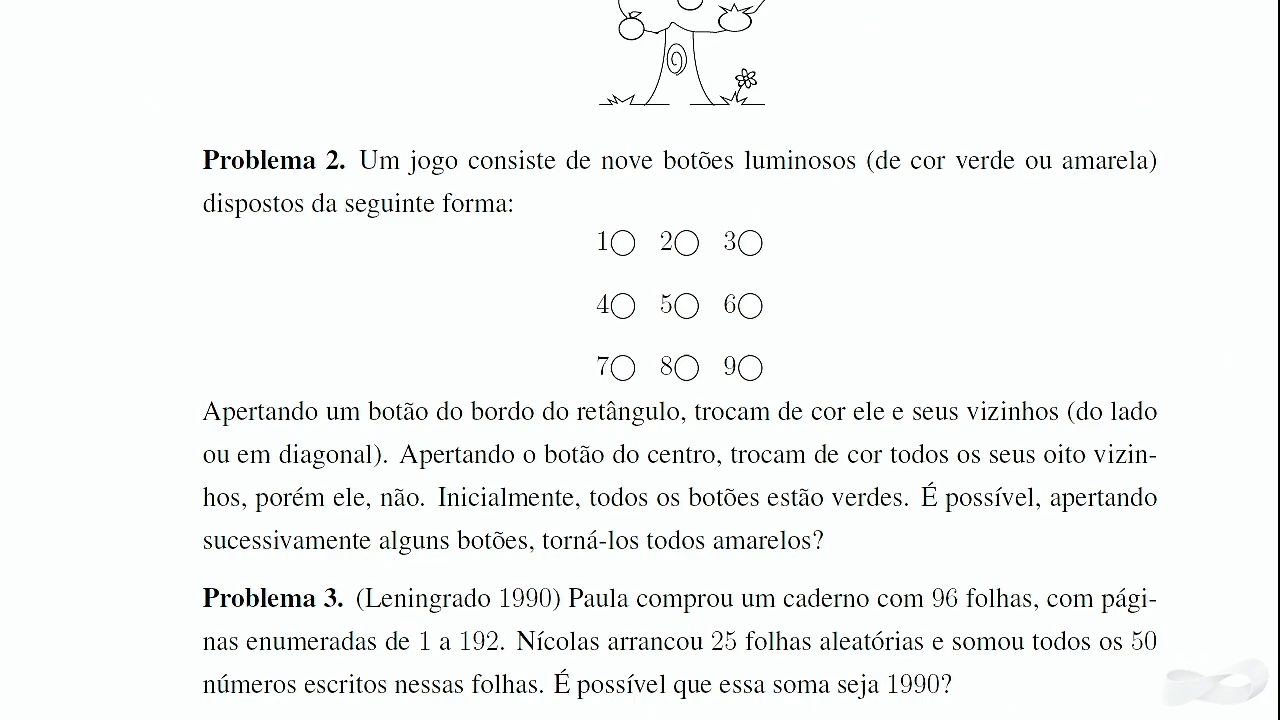 Problema 2. Um jogo consiste de nove botões luminosos (de cor verde ou amarela)
dispostos da seguinte forma:
1 2 3
4 5 6
7 8 9
Apertando um botão do bordo do retângulo, trocam de cor ele e seus vizinhos (do lado
ou em diagonal). Apertando o botão do centro, trocam de cor todos os seus oito vizin-
hos, porém ele, não. Inicialmente, todos os botões estão verdes. É possível, apertando
sucessivamente alguns botões, torná-los todos amarelos?
Problema 3. (Leningrado 1990) Paula comprou um caderno com 96 folhas, com pági-
nas enumeradas de 1 a 192. Nícolas arrancou 25 folhas aleatórias e somou todos os 50
números escritos nessas folhas. É possível que essa soma seja 1990?